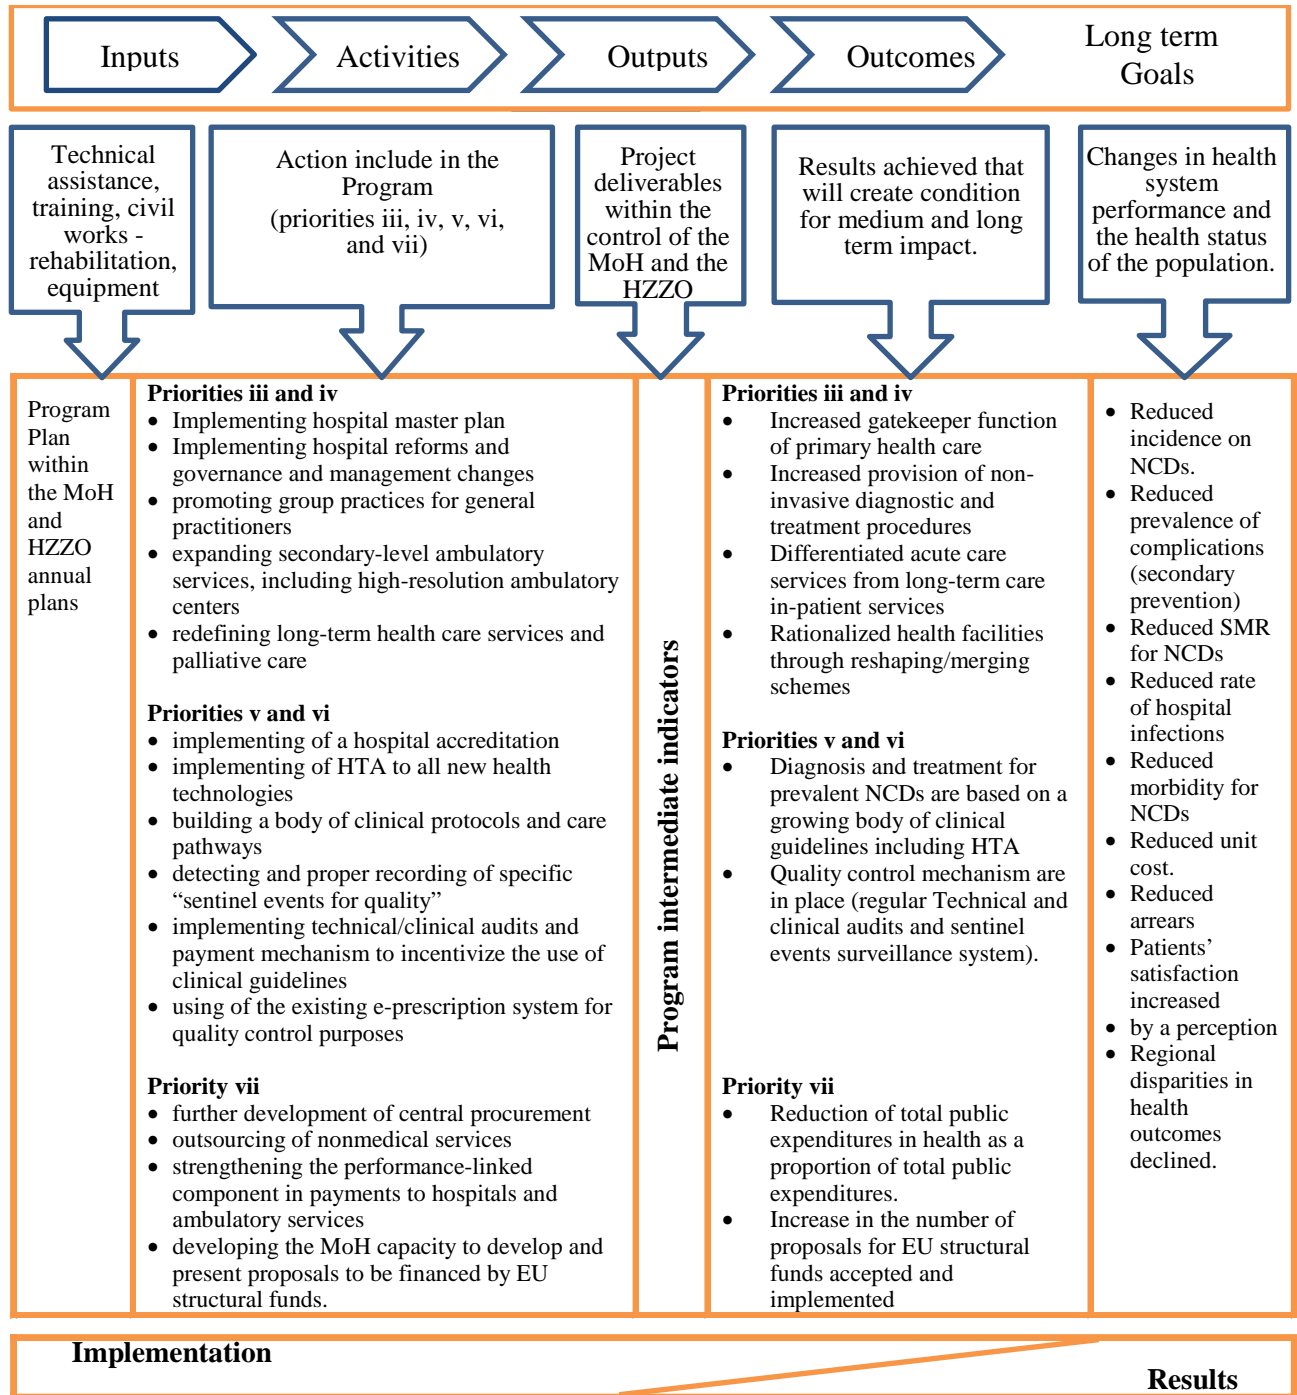 Inputs
Activities
Outputs
Outcomes
Long term
Goals
Technical
assistance,
training, civil
works -
rehabilitation,
equipment
Action include in the
Program
(priorities iii, iv, v, vi,
and vii)
Project
deliverables
within the
control of the
MoH and the
HZZO
Results achieved that
will create condition
for medium and long
term impact.
Changes in health
system
performance and
the health status
of the population.
Program
Plan
within
the MoH
and
HZZO
annual
plans
Priorities iii and iv
• Implementing hospital master plan
• Implementing hospital reforms and
governance and management changes
• promoting group practices for general
practitioners
• expanding secondary-level ambulatory
services, including high-resolution ambulatory
centers
• redefining long-term health care services and
palliative care
Priorities v and vi
• implementing of a hospital accreditation
• implementing of HTA to all new health
technologies
• building a body of clinical protocols and care
pathways
• detecting and proper recording of specific
“sentinel events for quality”
• implementing technical/clinical audits and
payment mechanism to incentivize the use of
clinical guidelines
• using of the existing e-prescription system for
quality control purposes
Priority vii
• further development of central procurement
• outsourcing of nonmedical services
• strengthening the performance-linked
component in payments to hospitals and
ambulatory services
• developing the MoH capacity to develop and
present proposals to be financed by EU
structural funds.
Program intermediate indicators
Priorities iii and iv
• Increased gatekeeper function
of primary health care
• Increased provision of non-
invasive diagnostic and
treatment procedures
• Differentiated acute care
services from long-term care
in-patient services
• Rationalized health facilities
through reshaping/merging
schemes
Priorities v and vi
• Diagnosis and treatment for
prevalent NCDs are based on a
growing body of clinical
guidelines including HTA
• Quality control mechanism are
in place (regular Technical and
clinical audits and sentinel
events surveillance system).
Priority vii
• Reduction of total public
expenditures in health as a
proportion of total public
expenditures.
• Increase in the number of
proposals for EU structural
funds accepted and
implemented
• Reduced
incidence on
NCDs.
• Reduced
prevalence of
complications
(secondary
prevention)
• Reduced SMR
for NCDs
• Reduced rate
of hospital
infections
• Reduced
morbidity for
NCDs
• Reduced unit
cost.
• Reduced
arrears
• Patients’
satisfaction
increased
• by a perception
• Regional
disparities in
health
outcomes
declined.
Implementation
Results